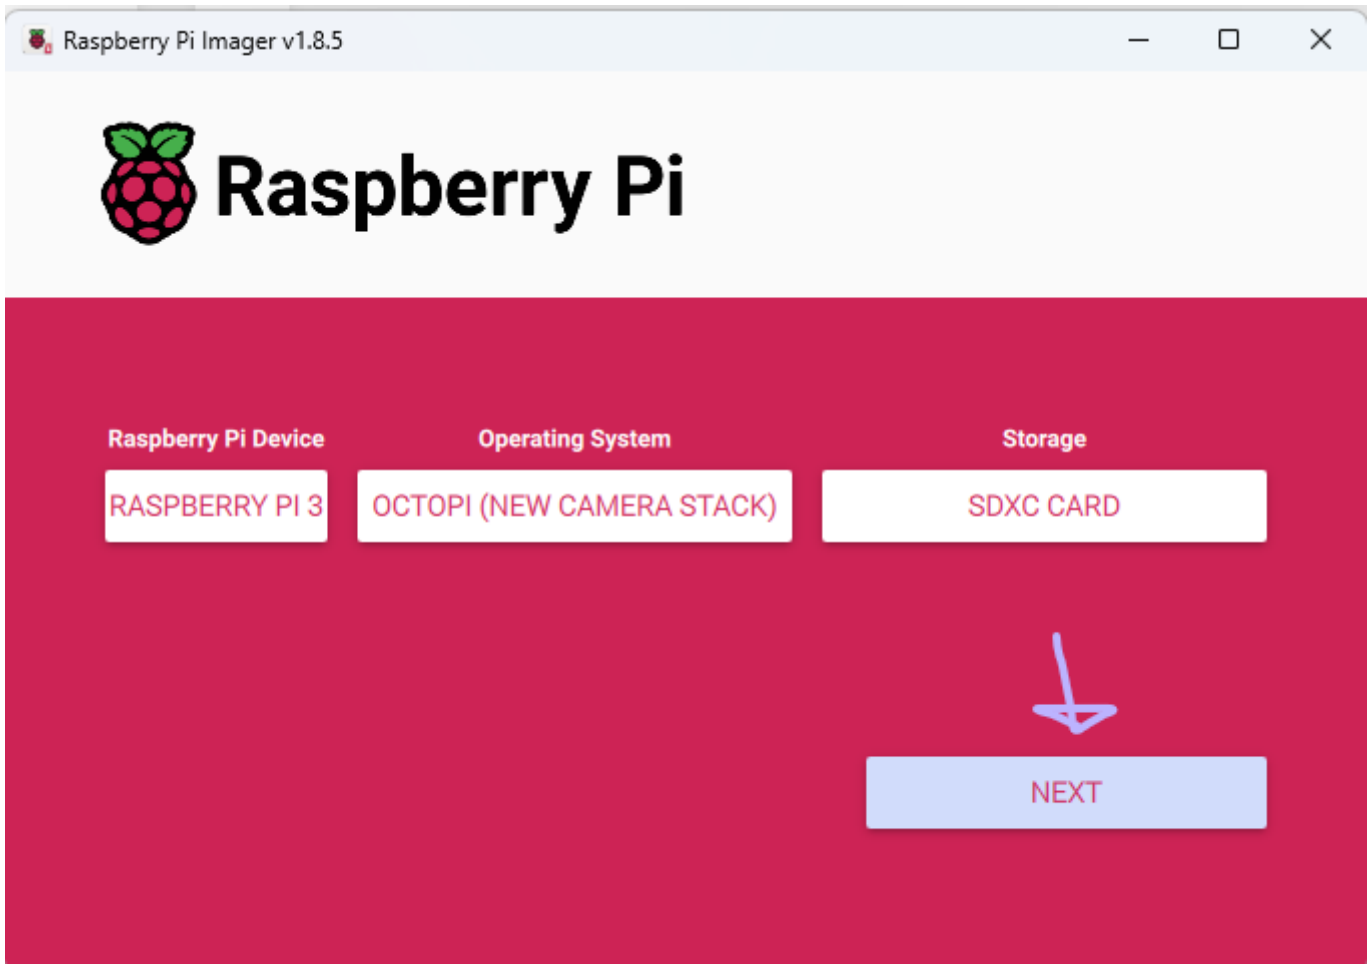 Raspberry Pi Imager v1.8.5
Raspberry Pi
Raspberry Pi Device
Operating System
Storage
RASPBERRY PI 3
OCTOPI (NEW CAMERA STACK)
SDXC CARD
NEXT